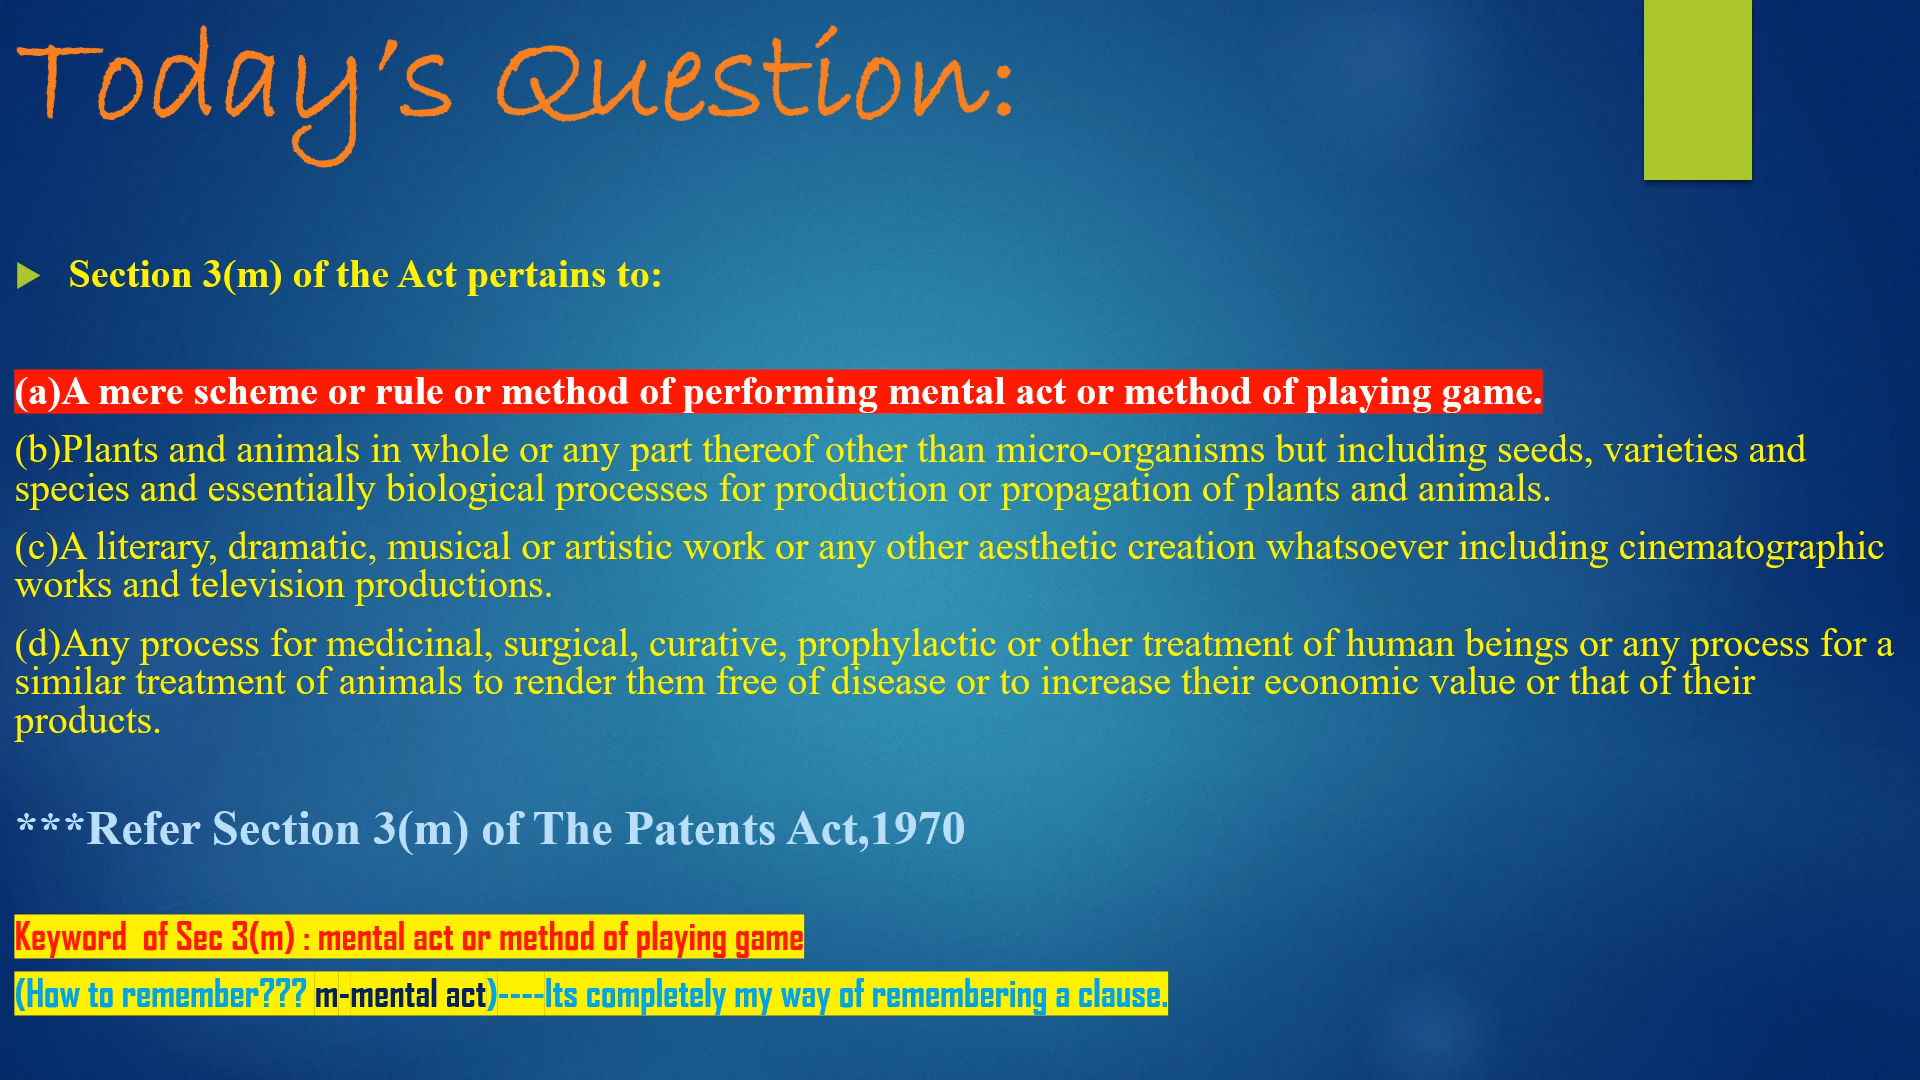 Today's Question:
Section 3(m) of the Act pertains to:
(a)A mere scheme or rule or method of performing mental act or method of playing game.
(b)Plants and animals in whole or any part thereof other than micro-organisms but including seeds, varieties and
species and essentially biological processes for production or propagation of plants and animals.
(c)A literary, dramatic, musical or artistic work or any other aesthetic creation whatsoever including cinematographic
works and television productions.
(d)Any process for medicinal, surgical, curative, prophylactic or other treatment of human beings or any process for a
similar treatment of animals to render them free of disease or to increase their economic value or that of their
products.
***Refer Section 3(m) of The Patents Act,1970
Keyword  of Sec 3(m) : mental act or method of playing game
(How to remember??? m-mental act)----Its completely my way of remembering a clause.